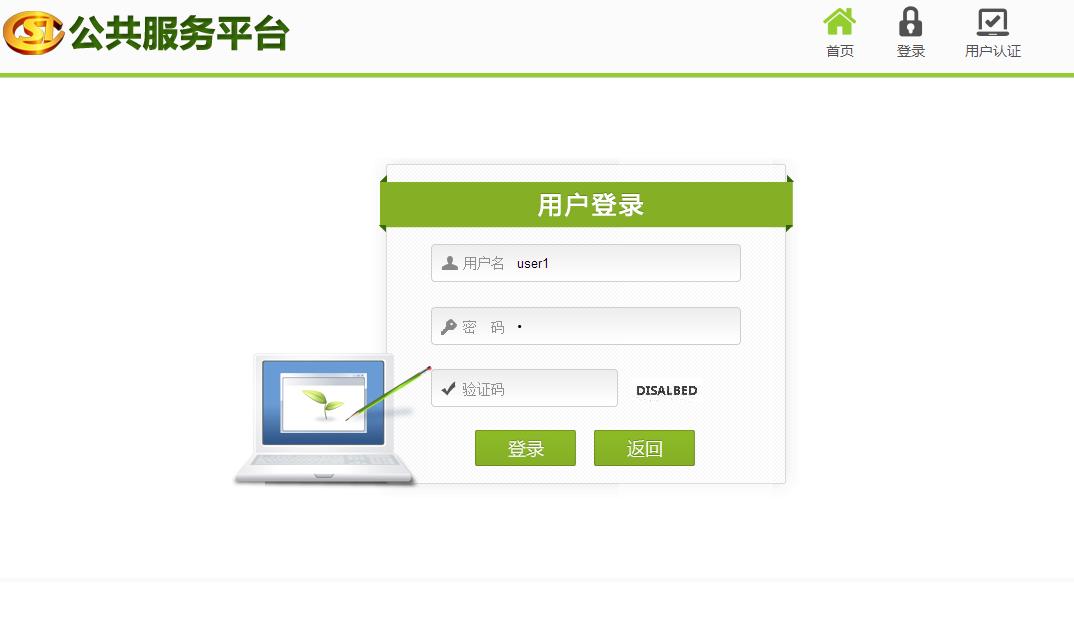 CSI 公共服务平台
首页 登录 用户认证
用户登录
用户名 user1
密 码 •
验证码 DISALBED
登录 返回